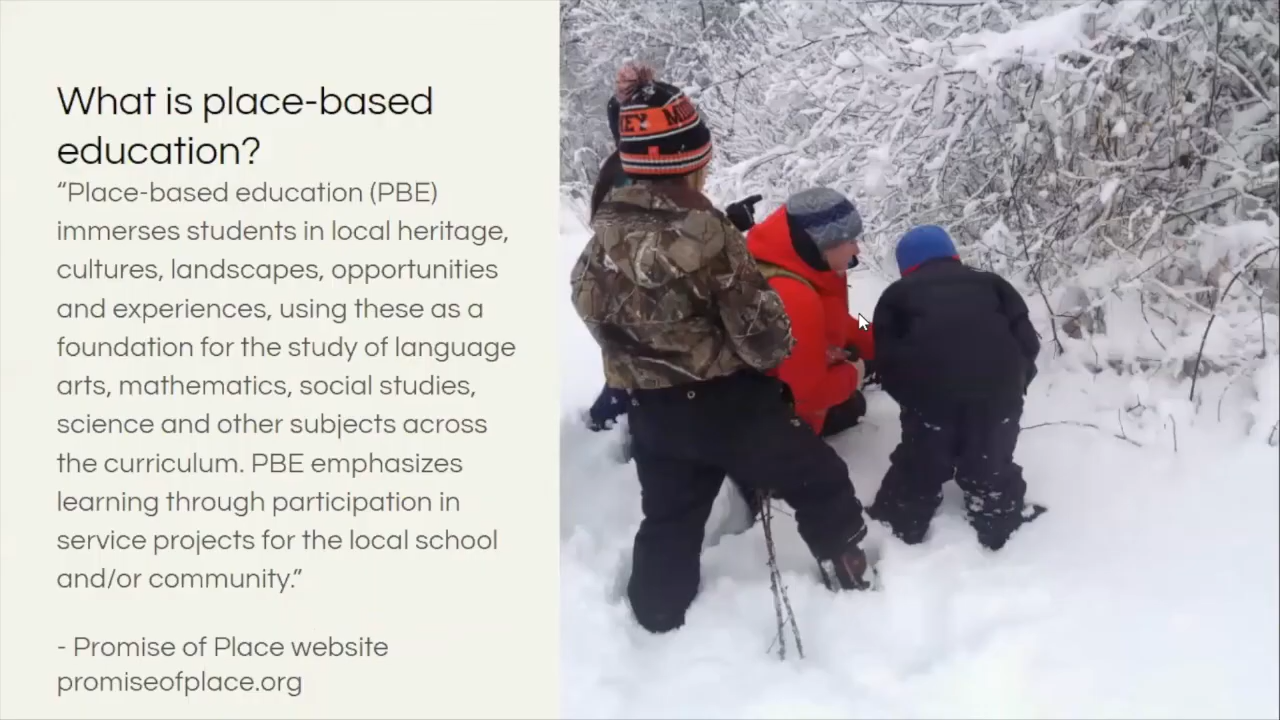 What is place-based
education?
“Place-based education (PBE)
immerses students in local heritage,
cultures, landscapes, opportunities
and experiences, using these as a
foundation for the study of language
arts, mathematics, social studies,
science and other subjects across
the curriculum. PBE emphasizes
learning through participation in
service projects for the local school
and/or community.”
- Promise of Place website
promiseofplace.org